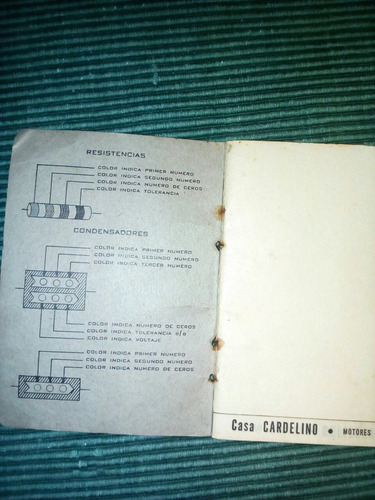 RESISTENCIAS
COLOR INDICA PRIMER NUMERO
COLOR INDICA SEGUNDO NUMERO
COLOR INDICA NUMERO DE CEROS
COLOR INDICA TOLERANCIA
CONDENSADORES
COLOR INDICA PRIMER NUMERO
COLOR INDICA SEGUNDO NUMERO
COLOR INDICA TERCER NUMERO
COLOR INDICA NUMERO DE CEROS
COLOR INDICA TOLERANCIA o/o
COLOR INDICA VOLTAJE
COLOR INDICA PRIMER NUMERO
COLOR INDICA SEGUNDO NUMERO
COLOR INDICA NUMERO DE CEROS
Casa CARDELINO • MOTORES